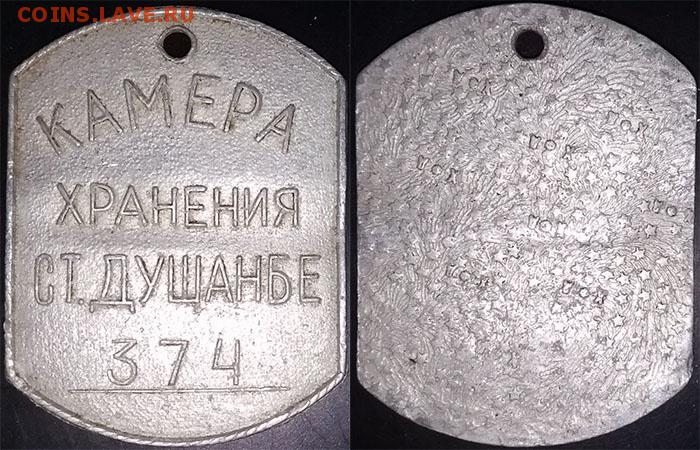 COINS.LAVE.RU
КАМЕРА
ХРАНЕНИЯ
СТ. ДУШАНБЕ
374